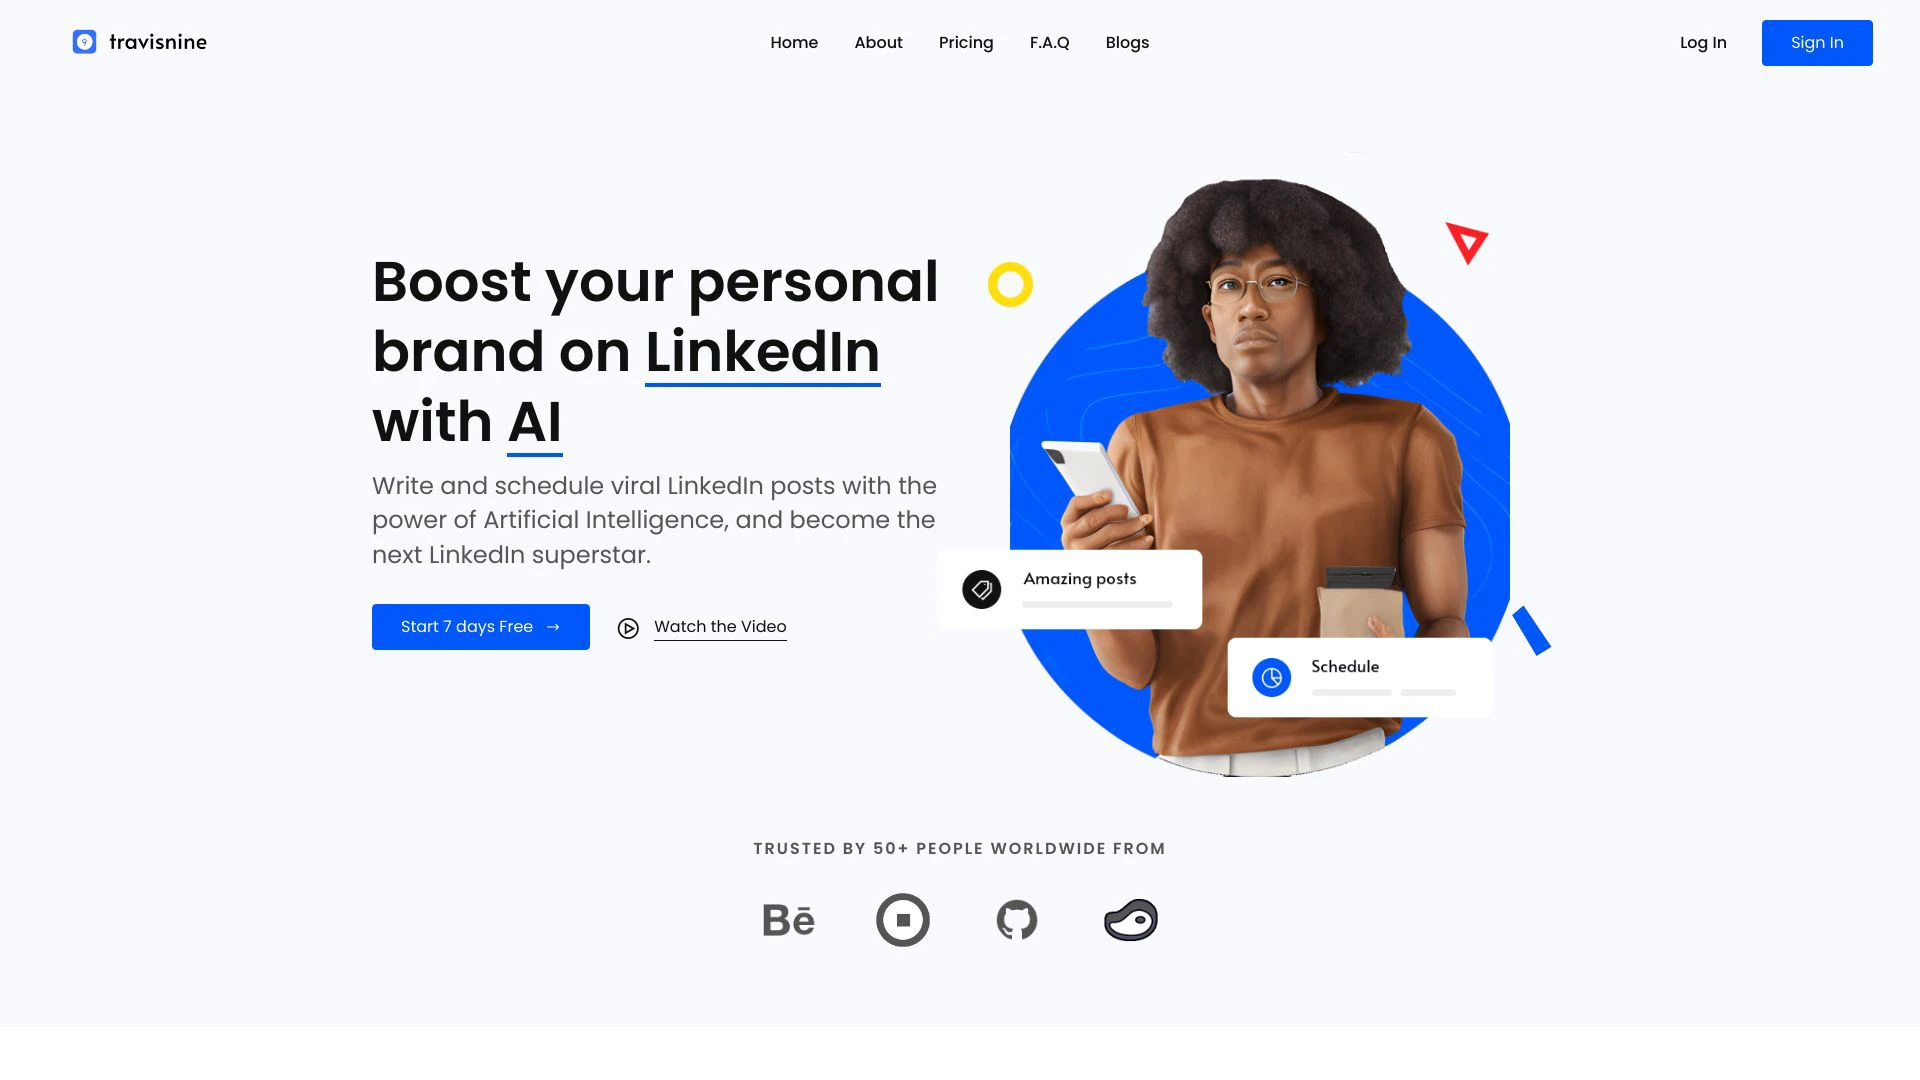 travisnine
Home
About
Pricing
F.A.Q
Blogs
Log In
Sign In
Boost your personal
brand on LinkedIn
with AI
Write and schedule viral LinkedIn posts with the
power of Artificial Intelligence, and become the
next LinkedIn superstar.
Start 7 days Free →
Watch the Video
Amazing posts
Schedule
TRUSTED BY 50+ PEOPLE WORLDWIDE FROM
Bē